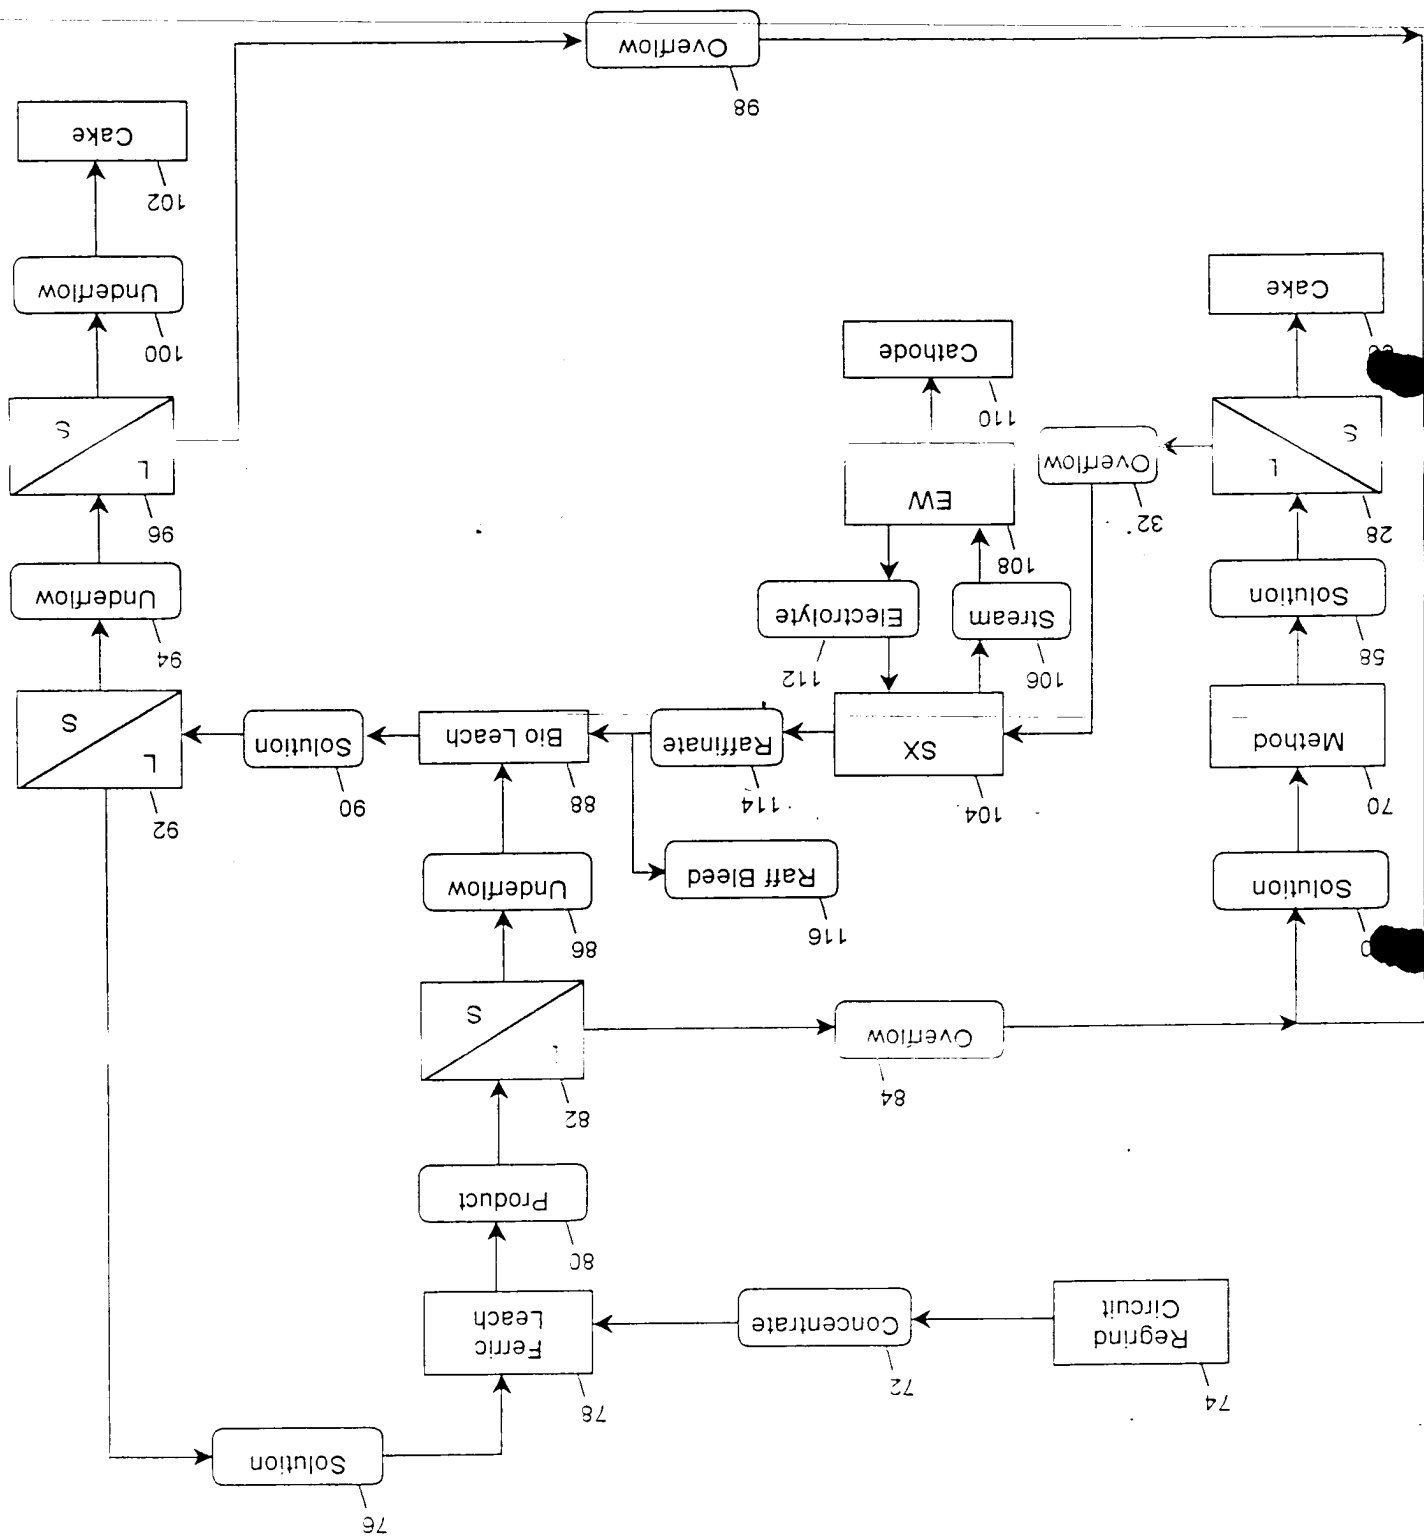 76
Solution
74
Regrind
Circuit
72
Concentrate
78
Ferric
Leach
80
Product
84
Overflow
82
L
S
Solution
116
Raff Bleed
86
Underflow
70
Method
104
SX
114
Raffinate
88
Bio Leach
90
Solution
92
L
S
58
Solution
106
Stream
112
Electrolyte
94
Underflow
28
L
S
32
Overflow
108
EW
96
L
S
Cake
110
Cathode
100
Underflow
102
Cake
98
Overflow